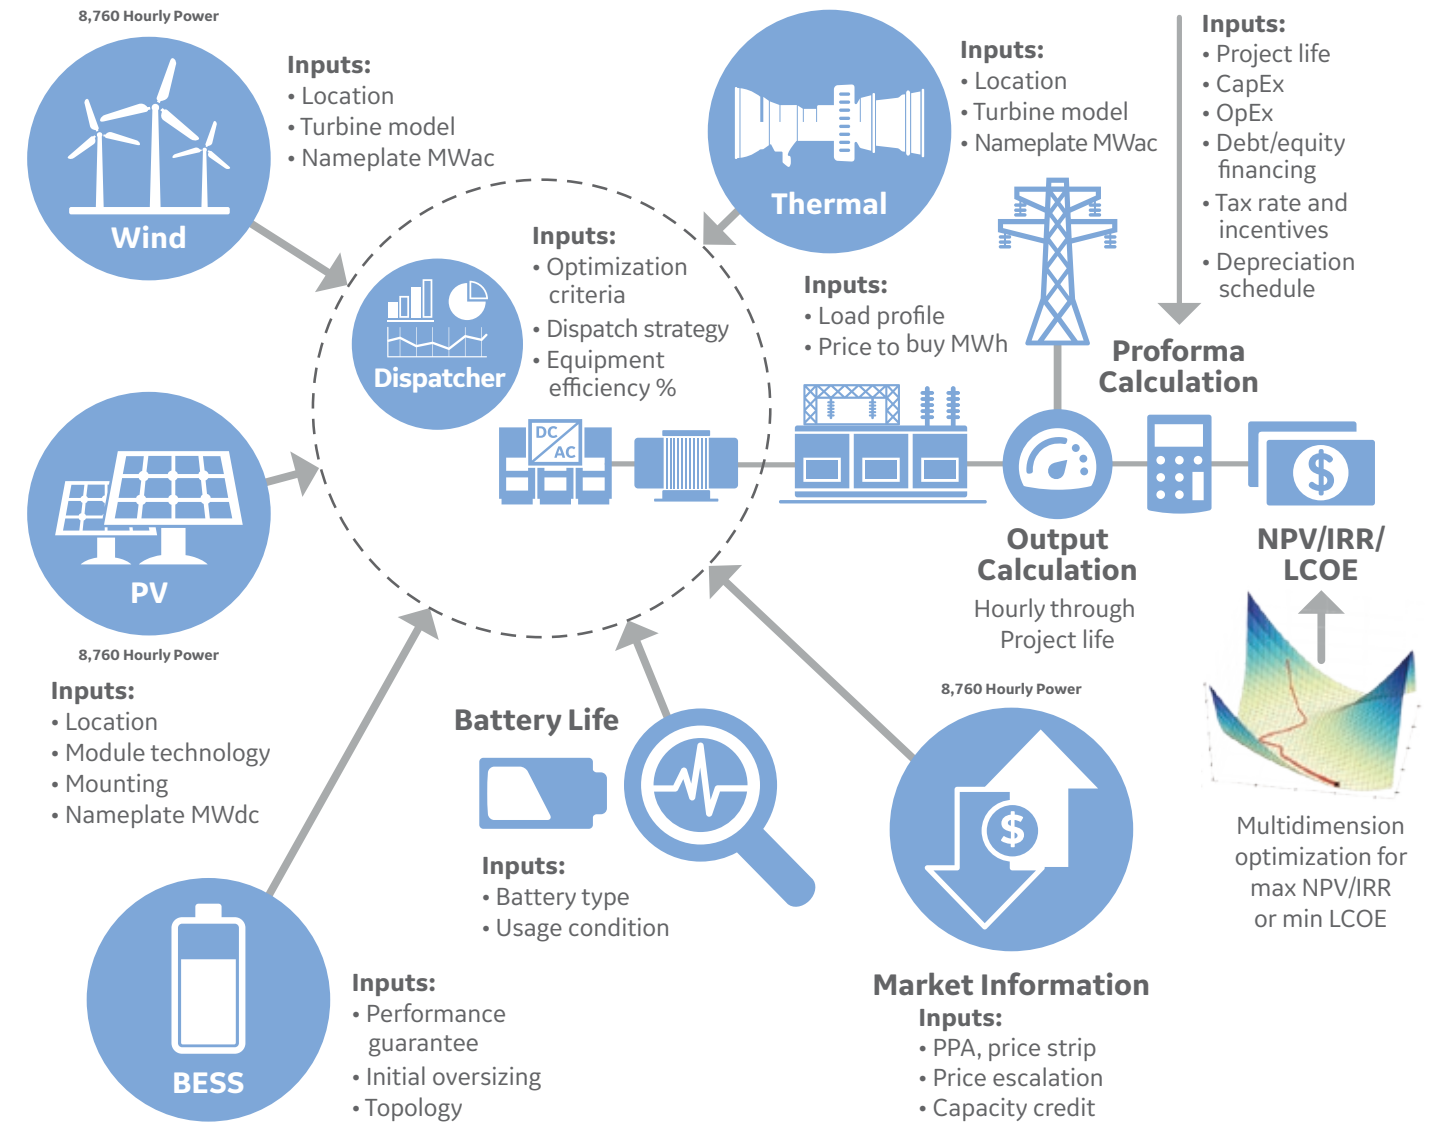 8,760 Hourly Power
Wind
Inputs:
• Location
• Turbine model
• Nameplate MWac
Thermal
Inputs:
• Location
• Turbine model
• Nameplate MWac
Inputs:
• Project life
• CapEx
• OpEx
• Debt/equity
financing
• Tax rate and
incentives
• Depreciation
schedule
Dispatcher
Inputs:
• Optimization
criteria
• Dispatch strategy
• Equipment
efficiency %
DC
AC
Inputs:
• Load profile
• Price to buy MWh
Proforma
Calculation
Output
Calculation
Hourly through
Project life
$
NPV/IRR/
LCOE
Multidimension
optimization for
max NPV/IRR
or min LCOE
PV
8,760 Hourly Power
Inputs:
• Location
• Module technology
• Mounting
• Nameplate MWdc
BESS
Inputs:
• Performance
guarantee
• Initial oversizing
• Topology
Battery Life
Inputs:
• Battery type
• Usage condition
8,760 Hourly Power
$
Market Information
Inputs:
• PPA, price strip
• Price escalation
• Capacity credit